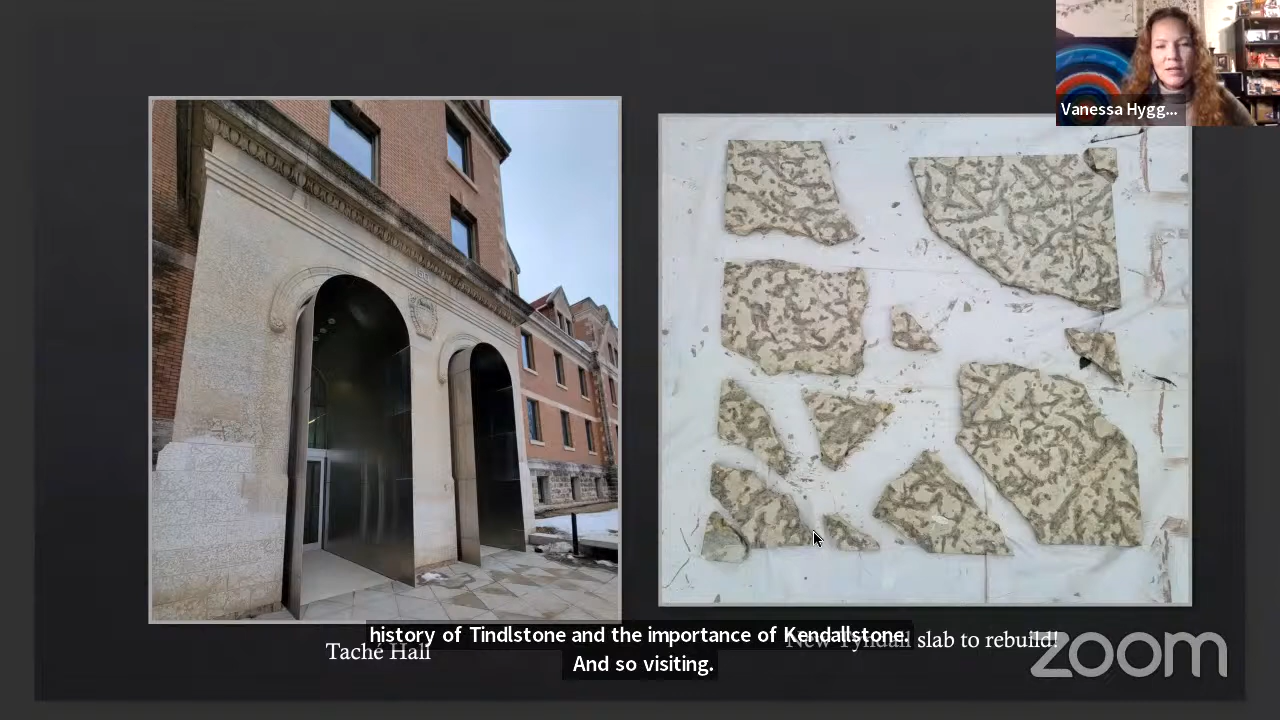 Vanessa Hygg...
history of Tindlstone and the importance of Kendallstone.
And so visiting.
Taché Hall
New Tyndall slab to rebuild!
zoom